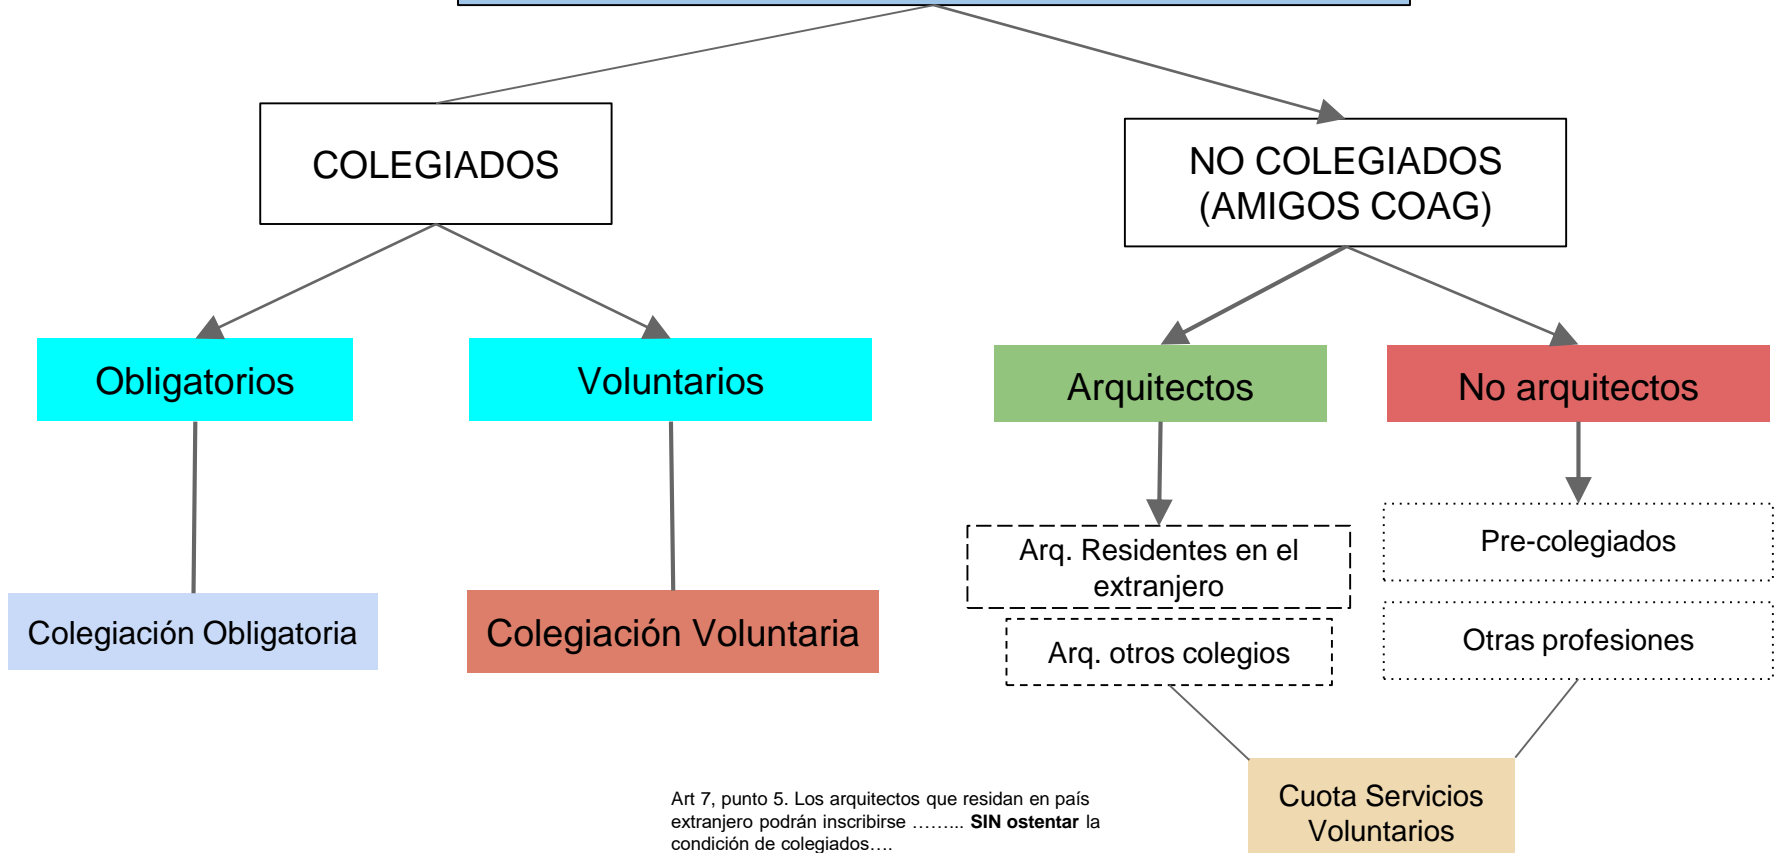 COLEGIADOS
NO COLEGIADOS
(AMIGOS COAG)
Obligatorios
Voluntarios
Arquitectos
No arquitectos
Arq. Residentes en el
extranjero
Pre-colegiados
Colegiación Obligatoria
Colegiación Voluntaria
Arq. otros colegios
Otras profesiones
Art 7, punto 5. Los arquitectos que residan en país
extranjero podrán inscribirse ……... SIN ostentar la
condición de colegiados….
Cuota Servicios
Voluntarios